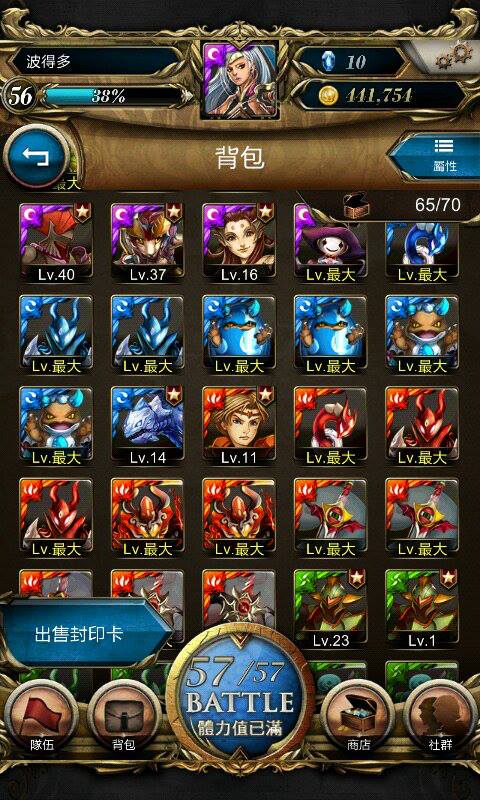 波得多
10
56
38%
441,754
背包
屬性
最大
65/70
Lv.40
Lv.37
Lv.16
Lv.最大
Lv.最大
Lv.最大
Lv.最大
Lv.最大
Lv.最大
Lv.最大
Lv.最大
Lv.14
Lv.11
Lv.最大
Lv.最大
Lv.最大
Lv.最大
Lv.最大
Lv.最大
Lv.最大
Lv.23
Lv.1
出售封印卡
57/57
BATTLE
體力值已滿
隊伍
背包
商店
社群